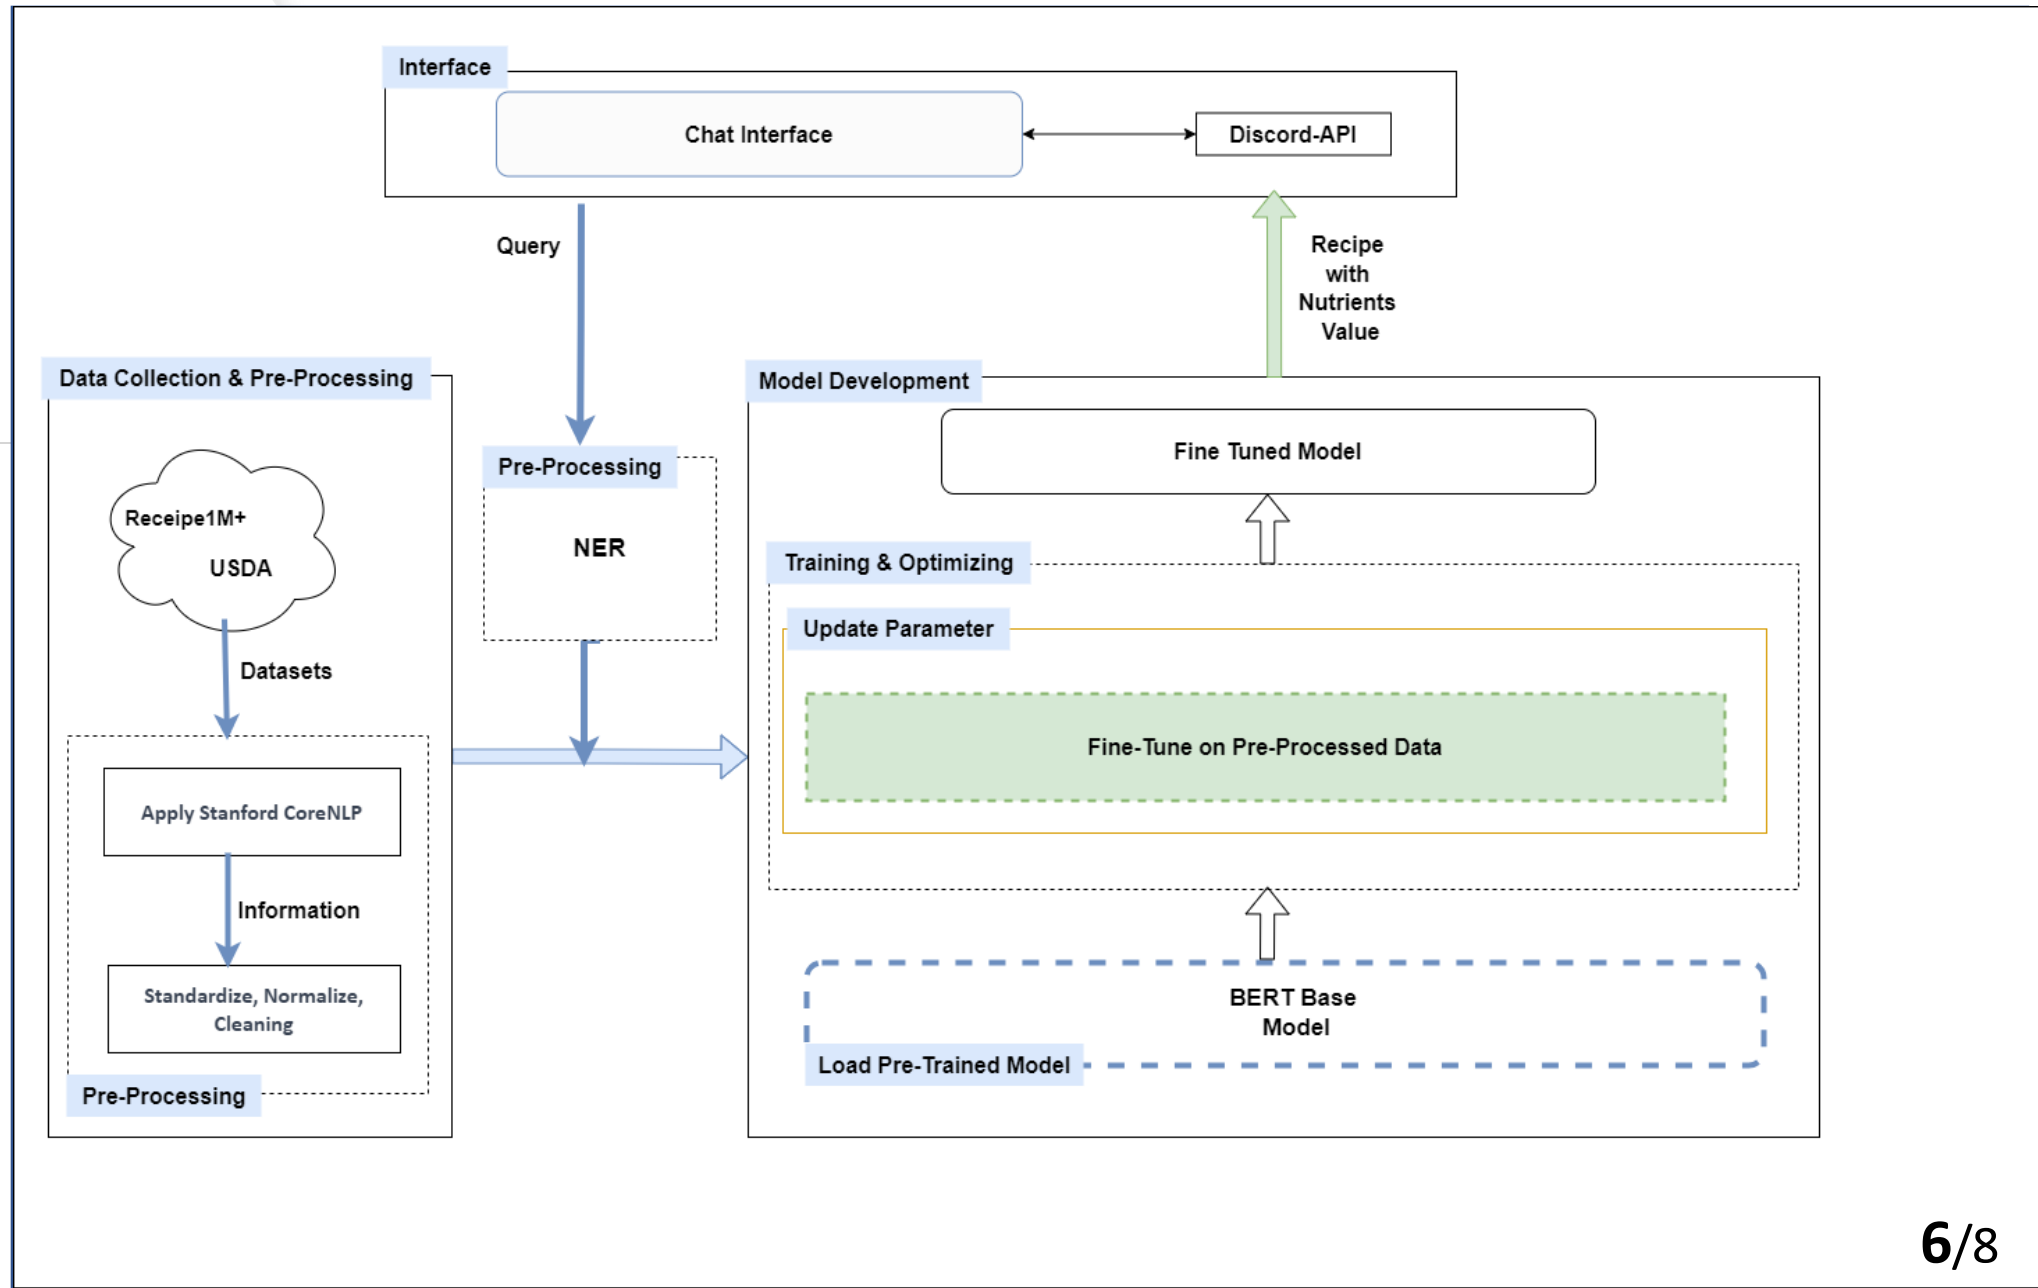 Interface
Chat Interface
Discord-API
Query
Recipe
with
Nutrients
Value
Data Collection & Pre-Processing
Receipe1M+
USDA
Datasets
Apply Stanford CoreNLP
Information
Standardize, Normalize,
Cleaning
Pre-Processing
Pre-Processing
NER
Model Development
Fine Tuned Model
Training & Optimizing
Update Parameter
Fine-Tune on Pre-Processed Data
BERT Base
Model
Load Pre-Trained Model
6/8